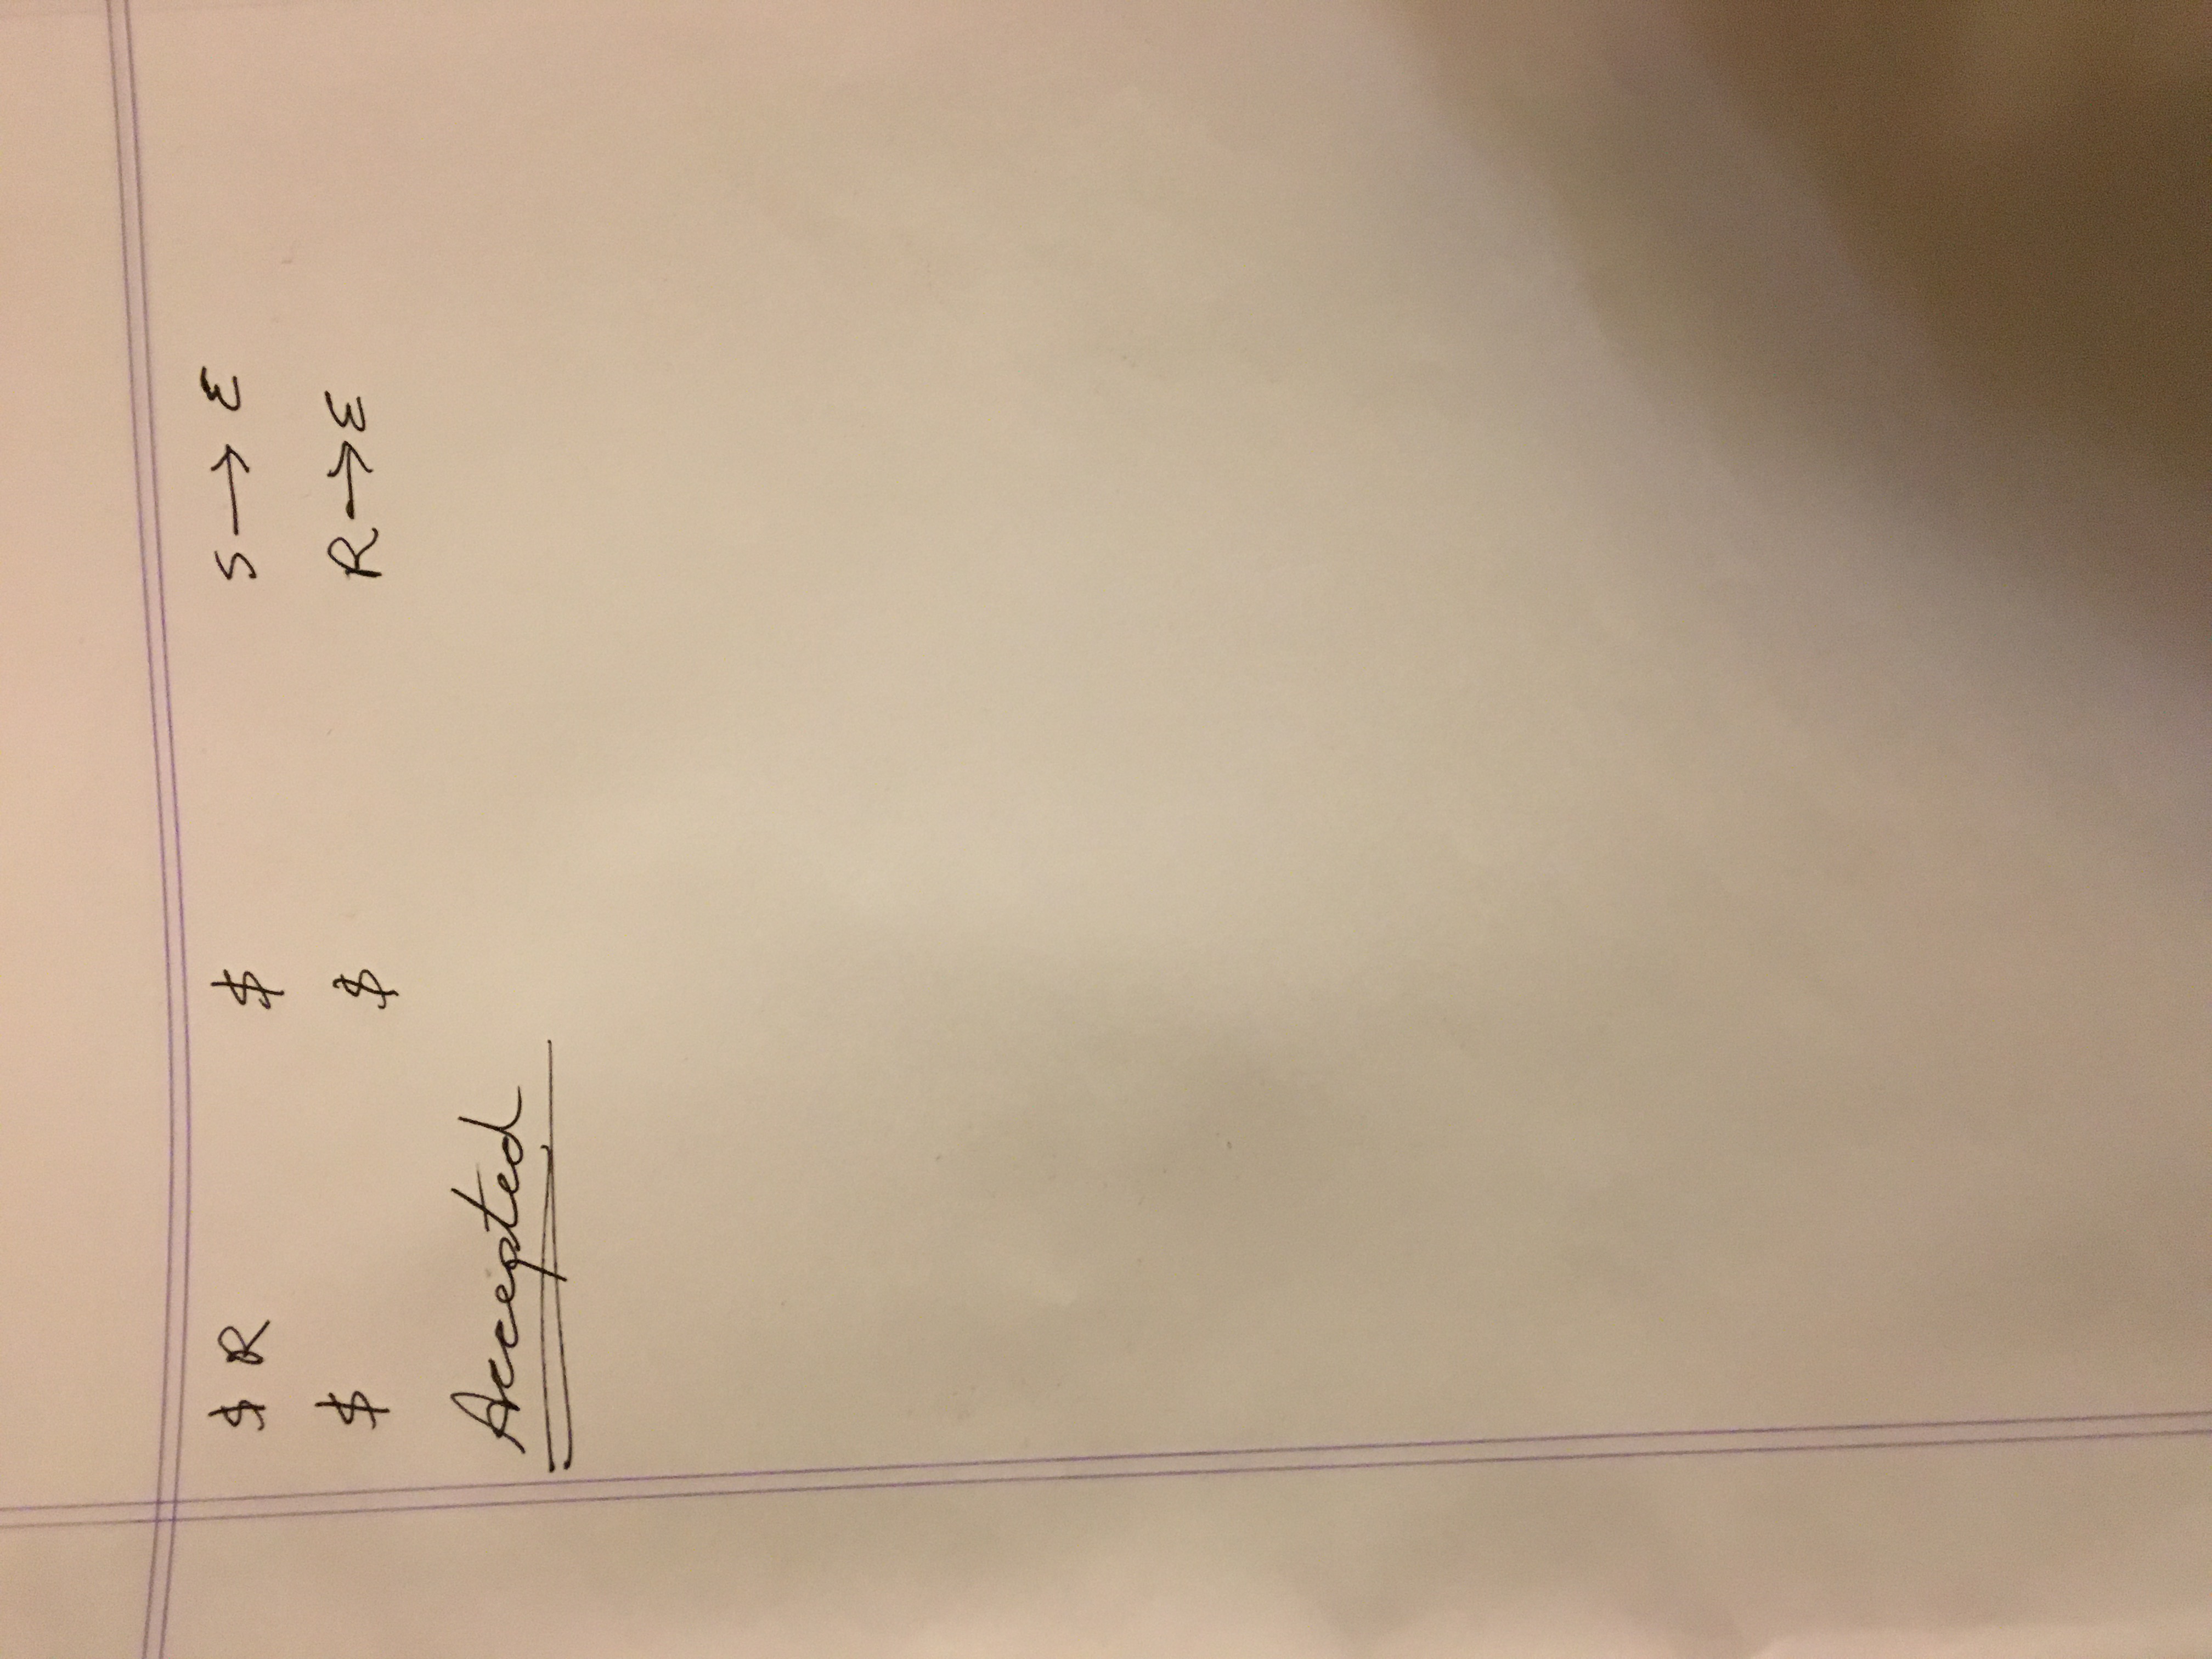 $ R $ S → ε
$ $ R → ε
Accepted